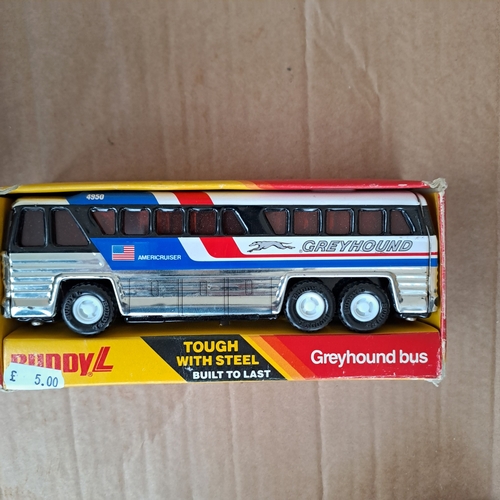 4950
AMERICRUISER
GREYHOUND
BUDDY L®
£ 5.00
TOUGH
WITH STEEL
BUILT TO LAST
Greyhound bus